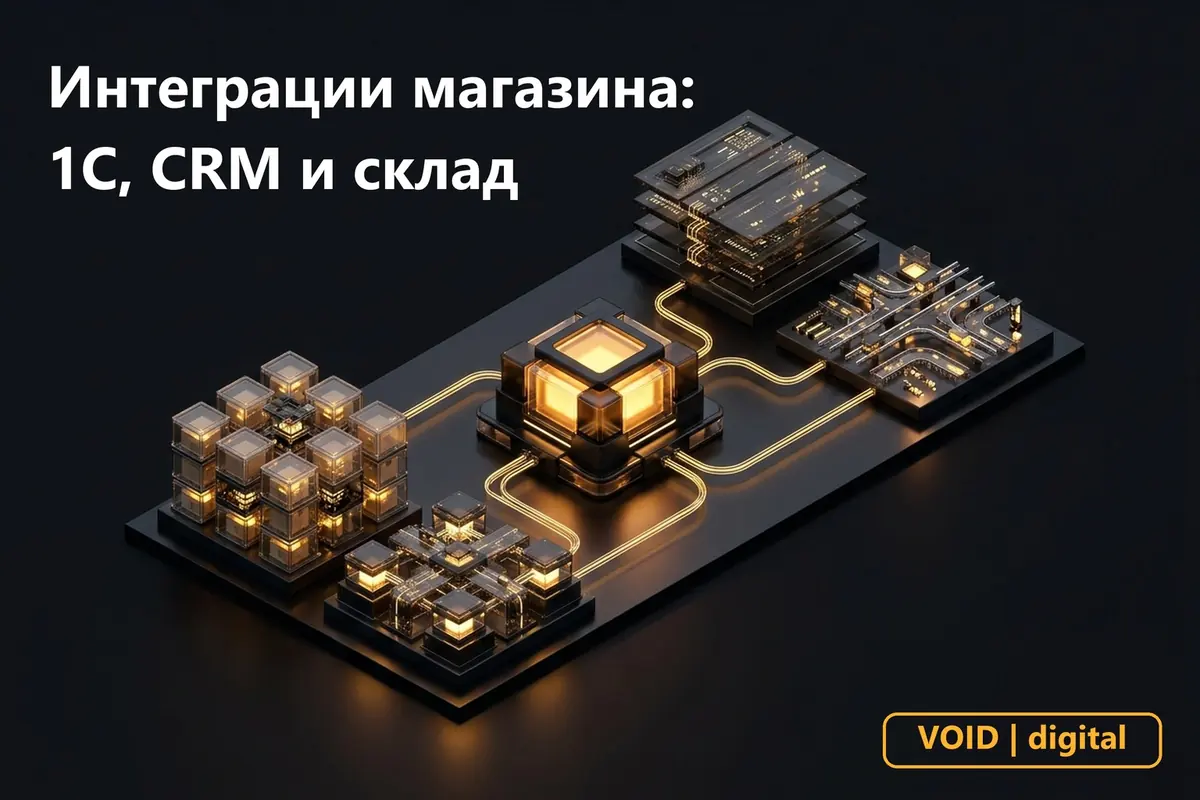 Интеграции магазина:
1С, CRM и склад
VOID | digital